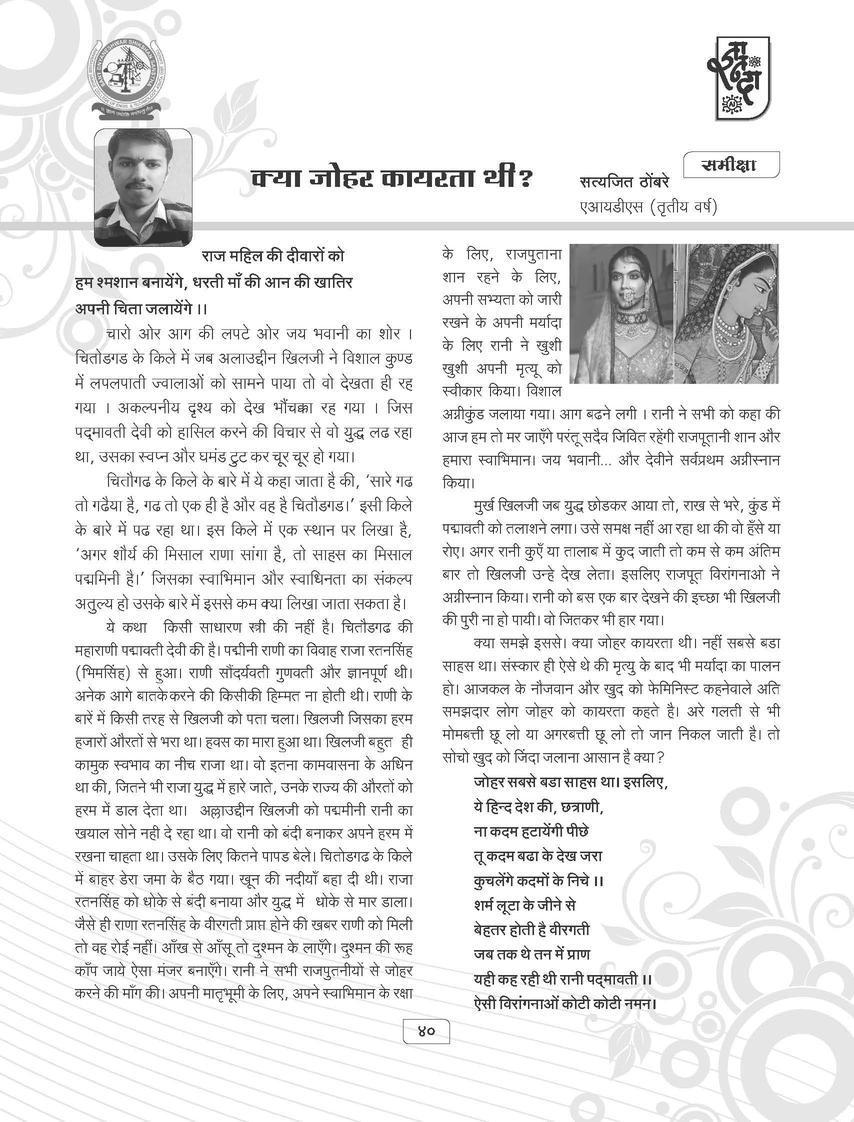 क्या जोहर कायरता थी?
समीक्षा
सत्यजित ठोंबरे
एआयडीएस (तृतीय वर्ष)
राज महिल की दीवारों को
हम श्मशान बनायेंगे, धरती माँ की आन की खातिर
अपनी चिता जलायेंगे ।।
चारो ओर आग की लपटे ओर जय भवानी का शोर ।
चितोडगड के किले में जब अलाउद्दीन खिलजी ने विशाल कुण्ड
में लपलपाती ज्वालाओं को सामने पाया तो वो देखता ही रह
गया । अकल्पनीय दृश्य को देख भौंचक्का रह गया । जिस
पद्मावती देवी को हासिल करने की विचार से वो युद्ध लढ रहा
था, उसका स्वप्न और घमंड टुट कर चूर चूर हो गया।
चितौगढ के किले के बारे में ये कहा जाता है की, ‘सारे गढ
तो गढैया है, गढ तो एक ही है और वह है चितौडगड।’ इसी किले
के बारे में पढ रहा था। इस किले में एक स्थान पर लिखा है,
‘अगर शौर्य की मिसाल राणा सांगा है, तो साहस का मिसाल
पद्ममिनी है।’ जिसका स्वाभिमान और स्वाधिनता का संकल्प
अतुल्य हो उसके बारे में इससे कम क्या लिखा जाता सकता है।
ये कथा किसी साधारण स्त्री की नहीं है। चितौडगढ की
महाराणी पद्मावती देवी की है। पद्मीनी राणी का विवाह राजा रतनसिंह
(भिमसिंह) से हुआ। राणी सौंदर्यवती गुणवती और ज्ञानपूर्ण थी।
अनेक आगे बातके करने की किसीकी हिम्मत ना होती थी। राणी के
बारें में किसी तरह से खिलजी को पता चला। खिलजी जिसका हरम
हजारों औरतों से भरा था। हवस का मारा हुआ था। खिलजी बहुत ही
कामुक स्वभाव का नीच राजा था। वो इतना कामवासना के अधिन
था की, जितने भी राजा युद्ध में हारे जाते, उनके राज्य की औरतों को
हरम में डाल देता था। अल्लाउद्दीन खिलजी को पद्ममीनी रानी का
खयाल सोने नही दे रहा था। वो रानी को बंदी बनाकर अपने हरम में
रखना चाहता था। उसके लिए कितने पापड बेले। चितोडगढ के किले
में बाहर डेरा जमा के बैठ गया। खून की नदीयाँ बहा दी थी। राजा
रतनसिंह को धोके से बंदी बनाया और युद्ध में धोके से मार डाला।
जैसे ही राणा रतनसिंह के वीरगती प्राप्त होने की खबर राणी को मिली
तो वह रोई नहीं। आँख से आँसू तो दुश्मन के लाएँगे। दुश्मन की रूह
काँप जाये ऐसा मंजर बनाएँगे। रानी ने सभी राजपुतनीयों से जोहर
करने की माँग की। अपनी मातृभूमी के लिए, अपने स्वाभिमान के रक्षा
के लिए, राजपुताना
शान रहने के लिए,
अपनी सभ्यता को जारी
रखने के अपनी मर्यादा
के लिए रानी ने खुशी
खुशी अपनी मृत्यू को
स्वीकार किया। विशाल
अग्नीकुंड जलाया गया। आग बढने लगी । रानी ने सभी को कहा की
आज हम तो मर जाएँगे परंतू सदैव जिवित रहेंगी राजपूतानी शान और
हमारा स्वाभिमान। जय भवानी... और देवीने सर्वप्रथम अग्नीस्नान
किया।
मुर्ख खिलजी जब युद्ध छोडकर आया तो, राख से भरे, कुंड में
पद्मावती को तलाशने लगा। उसे समक्ष नहीं आ रहा था की वो हँसे या
रोए। अगर रानी कुएँ या तालाब में कुद जाती तो कम से कम अंतिम
बार तो खिलजी उन्हे देख लेता। इसलिए राजपूत विरांगनाओ ने
अग्नीस्नान किया। रानी को बस एक बार देखने की इच्छा भी खिलजी
की पुरी ना हो पायी। वो जितकर भी हार गया।
क्या समझे इससे। क्या जोहर कायरता थी। नहीं सबसे बडा
साहस था। संस्कार ही ऐसे थे की मृत्यु के बाद भी मर्यादा का पालन
हो। आजकल के नौजवान और खुद को फेमिनिस्ट कहनेवाले अति
समझदार लोग जोहर को कायरता कहते है। अरे गलती से भी
मोमबत्ती छू लो या अगरबत्ती छू लो तो जान निकल जाती है। तो
सोचो खुद को जिंदा जलाना आसान है क्या?
जोहर सबसे बडा साहस था। इसलिए,
ये हिन्द देश की, छत्राणी,
ना कदम हटायेंगी पीछे
तू कदम बढा के देख जरा
कुचलेंगे कदमों के निचे ।।
शर्म लूटा के जीने से
बेहतर होती है वीरगती
जब तक थे तन में प्राण
यही कह रही थी रानी पद्मावती ।।
ऐसी विरांगनाओं कोटी कोटी नमन।
४०